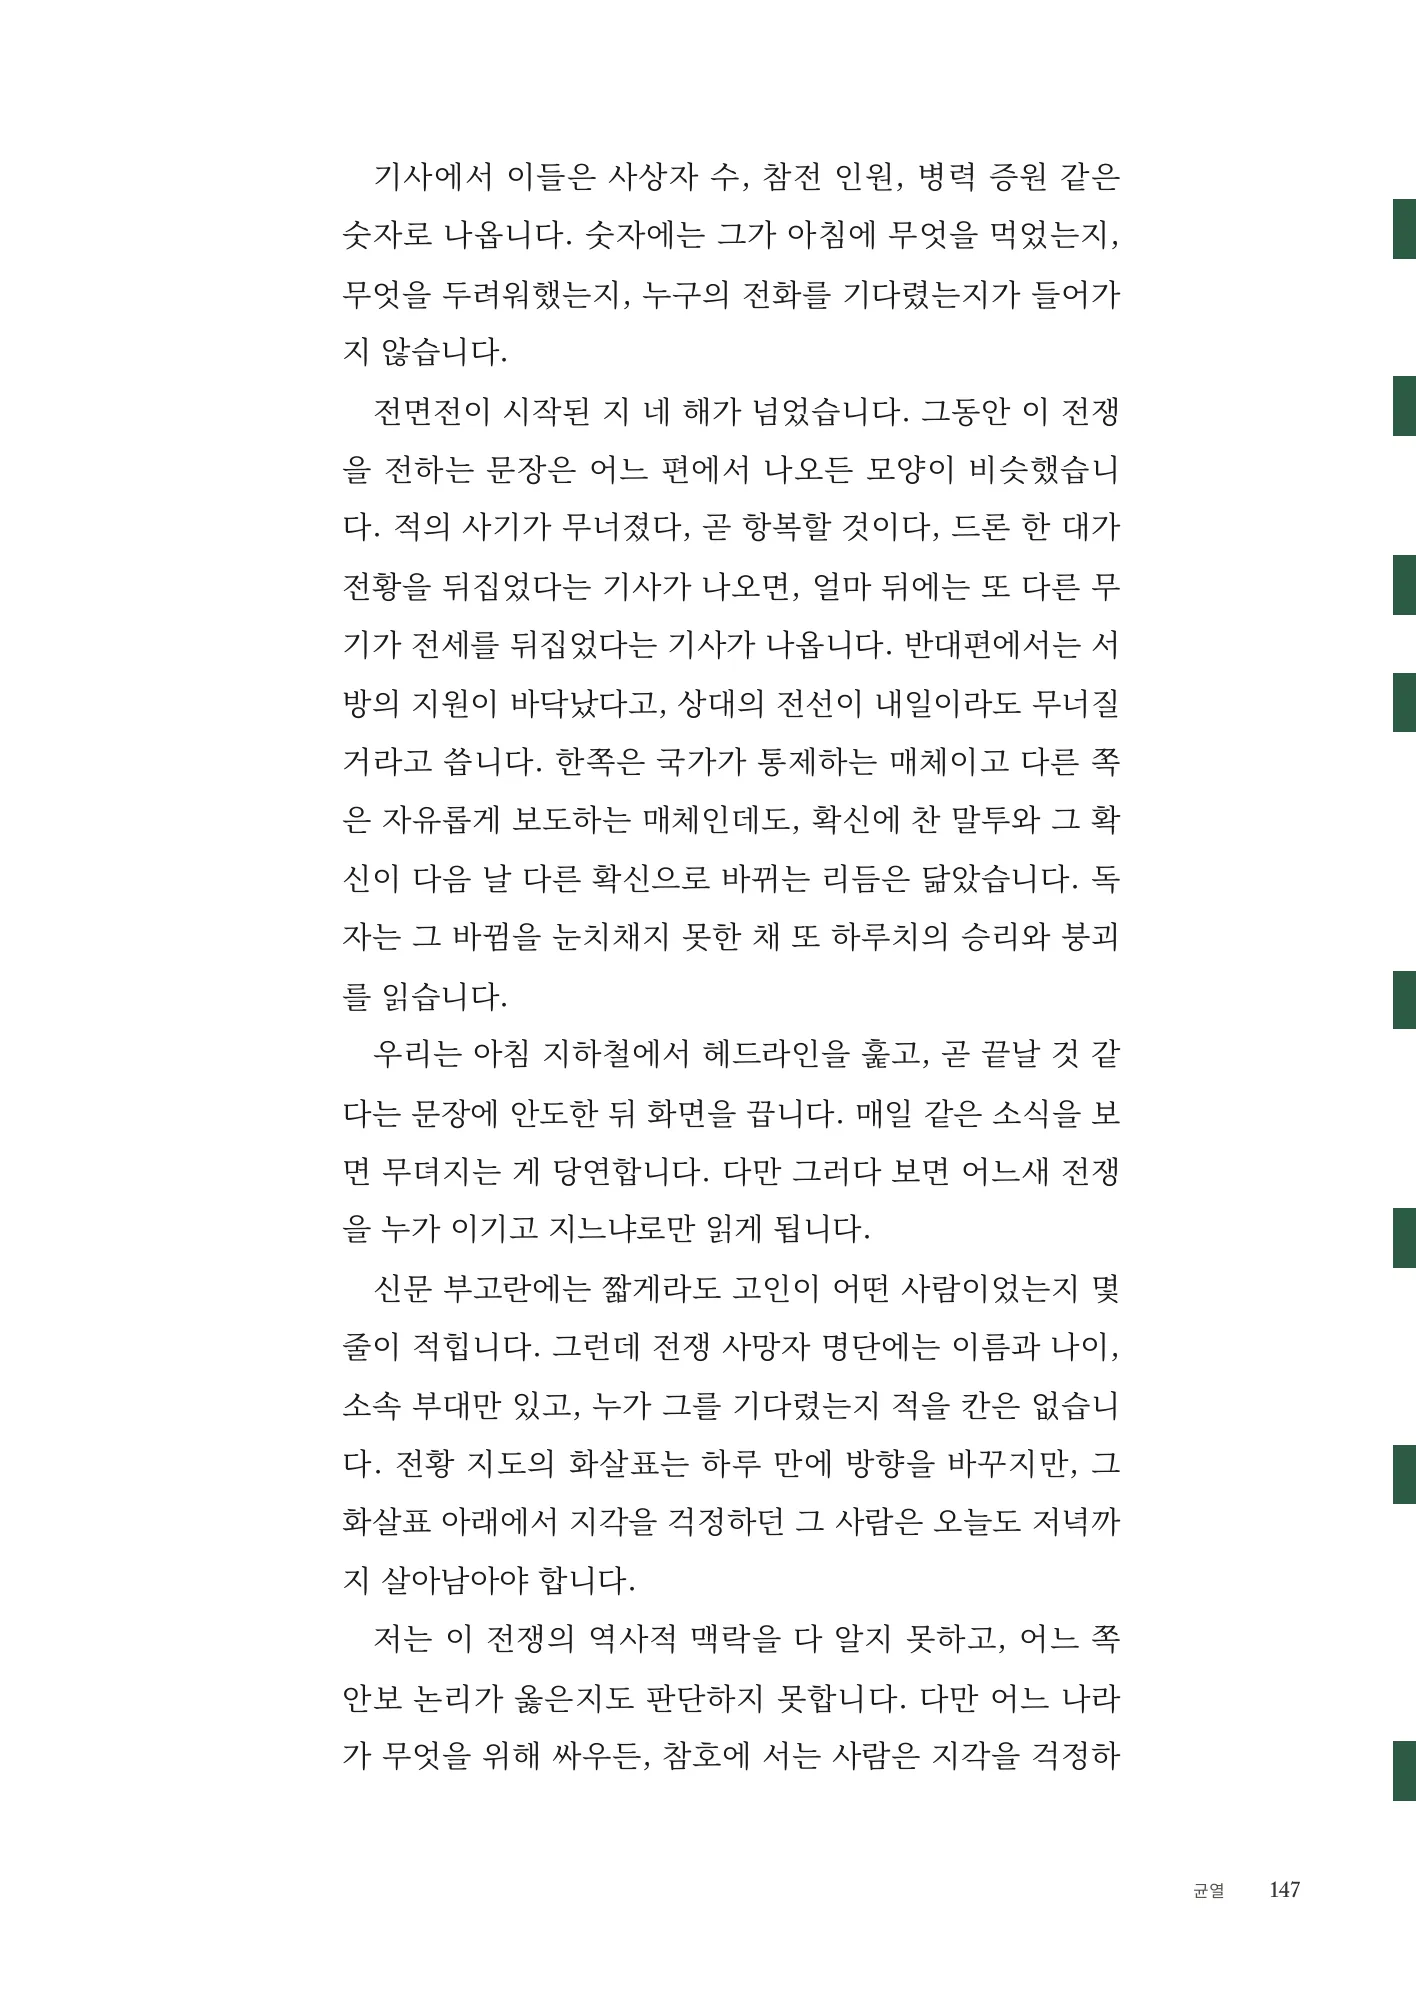 기사에서 이들은 사상자 수, 참전 인원, 병력 증원 같은
숫자로 나옵니다. 숫자에는 그가 아침에 무엇을 먹었는지,
무엇을 두려워했는지, 누구의 전화를 기다렸는지가 들어가
지 않습니다.
전면전이 시작된 지 네 해가 넘었습니다. 그동안 이 전쟁
을 전하는 문장은 어느 편에서 나오든 모양이 비슷했습니
다. 적의 사기가 무너졌다, 곧 항복할 것이다, 드론 한 대가
전황을 뒤집었다는 기사가 나오면, 얼마 뒤에는 또 다른 무
기가 전세를 뒤집었다는 기사가 나옵니다. 반대편에서는 서
방의 지원이 바닥났다고, 상대의 전선이 내일이라도 무너질
거라고 씁니다. 한쪽은 국가가 통제하는 매체이고 다른 쪽
은 자유롭게 보도하는 매체인데도, 확신에 찬 말투와 그 확
신이 다음 날 다른 확신으로 바뀌는 리듬은 닮았습니다. 독
자는 그 바뀜을 눈치채지 못한 채 또 하루치의 승리와 붕괴
를 읽습니다.
우리는 아침 지하철에서 헤드라인을 훑고, 곧 끝날 것 같
다는 문장에 안도한 뒤 화면을 끕니다. 매일 같은 소식을 보
면 무뎌지는 게 당연합니다. 다만 그러다 보면 어느새 전쟁
을 누가 이기고 지느냐로만 읽게 됩니다.
신문 부고란에는 짧게라도 고인이 어떤 사람이었는지 몇
줄이 적힙니다. 그런데 전쟁 사망자 명단에는 이름과 나이,
소속 부대만 있고, 누가 그를 기다렸는지 적을 칸은 없습니
다. 전황 지도의 화살표는 하루 만에 방향을 바꾸지만, 그
화살표 아래에서 지각을 걱정하던 그 사람은 오늘도 저녁까
지 살아남아야 합니다.
저는 이 전쟁의 역사적 맥락을 다 알지 못하고, 어느 쪽
안보 논리가 옳은지도 판단하지 못합니다. 다만 어느 나라
가 무엇을 위해 싸우든, 참호에 서는 사람은 지각을 걱정하
균열 147